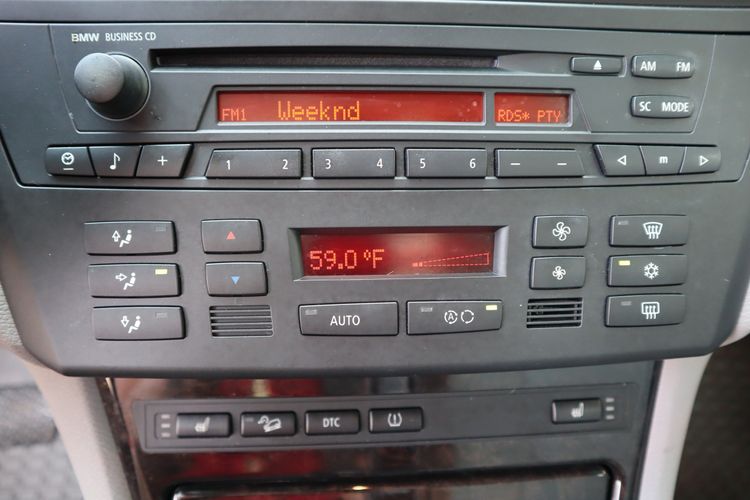 BMW BUSINESS CD
AM FM
FM1 Weeknd RDS* PTY
SC MODE
1 2 3 4 5 6 m
59.0 °F
AUTO A
DTC